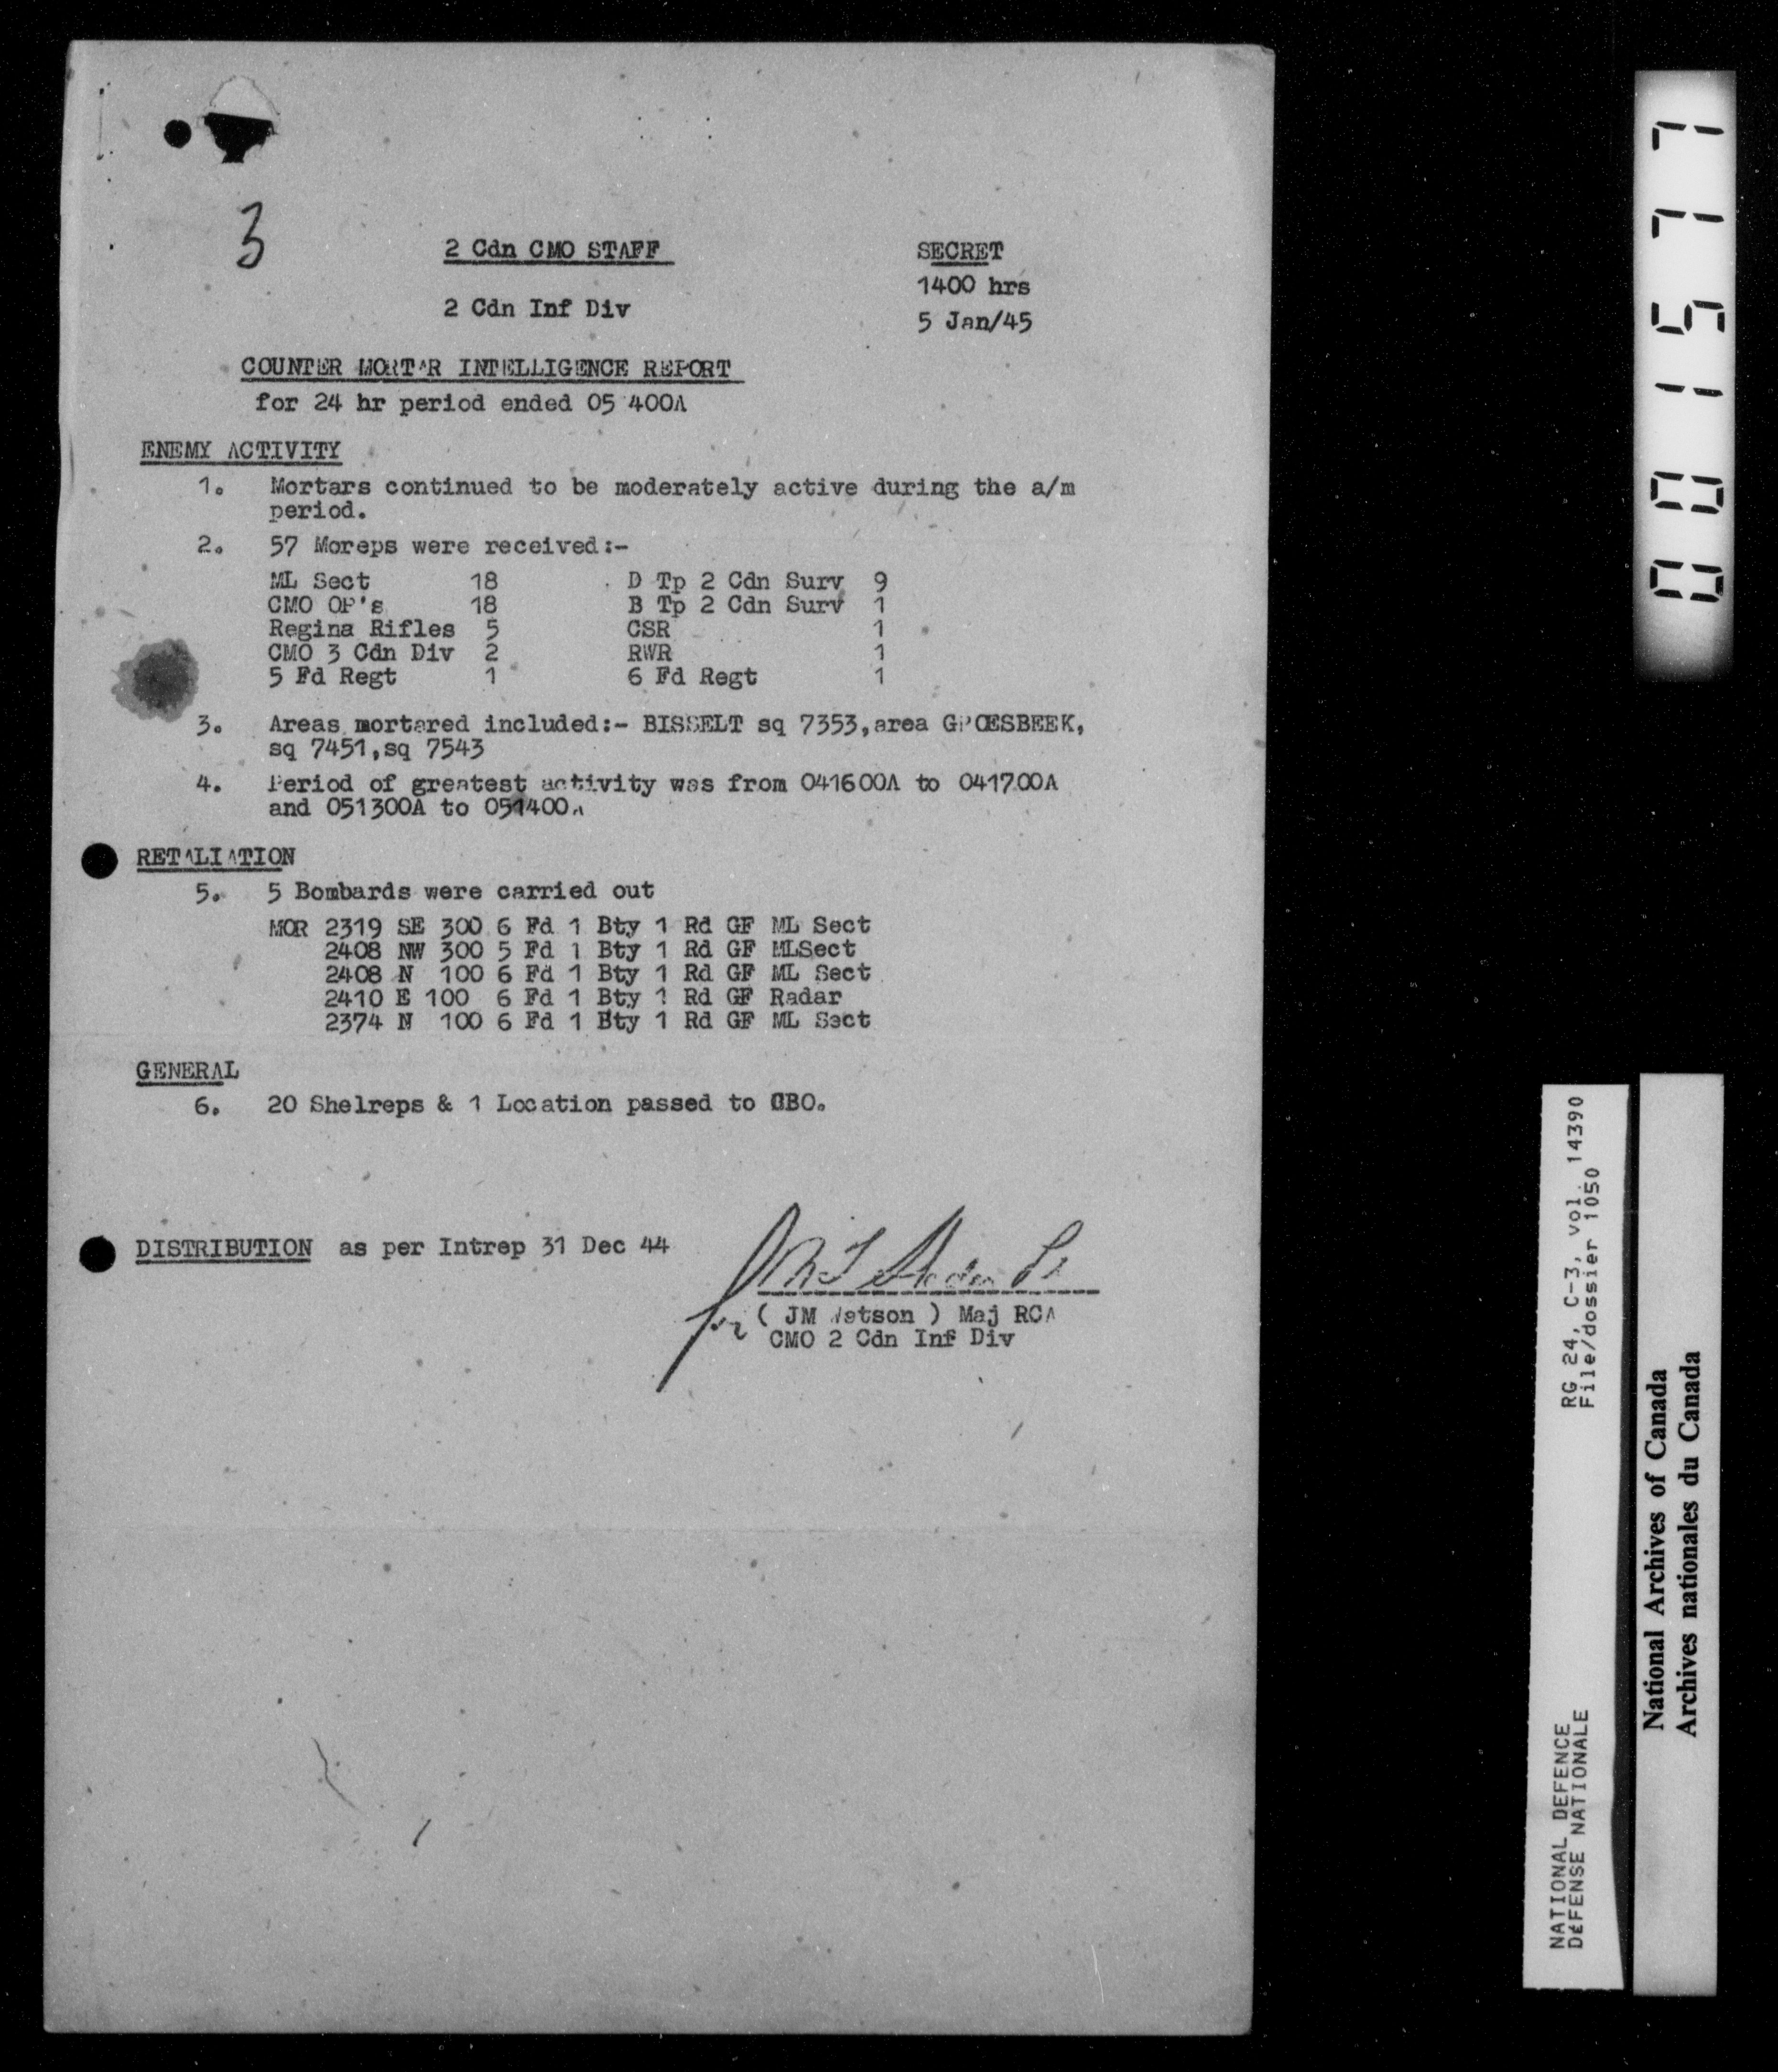 3
2 Cdn CMO STAFF
SECRET
1400 hrs
2 Cdn Inf Div
5 Jan/45
COUNTER MORTAR INTELLIGENCE REPORT
for 24 hr period ended 05 400A
ENEMY ACTIVITY
1. Mortars continued to be moderately active during the a/m
period.
2. 57 Moreps were received:-
ML Sect 18 D Tp 2 Cdn Surv 9
CMO OP's 18 B Tp 2 Cdn Surv 1
Regina Rifles 5 CSR 1
CMO 3 Cdn Div 2 RWR 1
5 Fd Regt 1 6 Fd Regt 1
3. Areas mortared included:- BISSELT sq 7353,area GROESBEEK,
sq 7451,sq 7543
4. Period of greatest activity was from 041600A to 041700A
and 051300A to 051400A
RETALIATION
5. 5 Bombards were carried out
MOR 2319 SE 300 6 Fd 1 Bty 1 Rd GF ML Sect
2408 NW 300 5 Fd 1 Bty 1 Rd GF MLSect
2408 N 100 6 Fd 1 Bty 1 Rd GF ML Sect
2410 E 100 6 Fd 1 Bty 1 Rd GF Radar
2374 N 100 6 Fd 1 Bty 1 Rd GF ML Sect
GENERAL
6. 20 Shelreps & 1 Location passed to CBO.
DISTRIBUTION as per Intrep 31 Dec 44
for ( JM Watson ) Maj RCA
CMO 2 Cdn Inf Div
001577
RG 24, C-3, vol. 14390
File/dossier 1050
NATIONAL DEFENCE
DÉFENSE NATIONALE
National Archives of Canada
Archives nationales du Canada